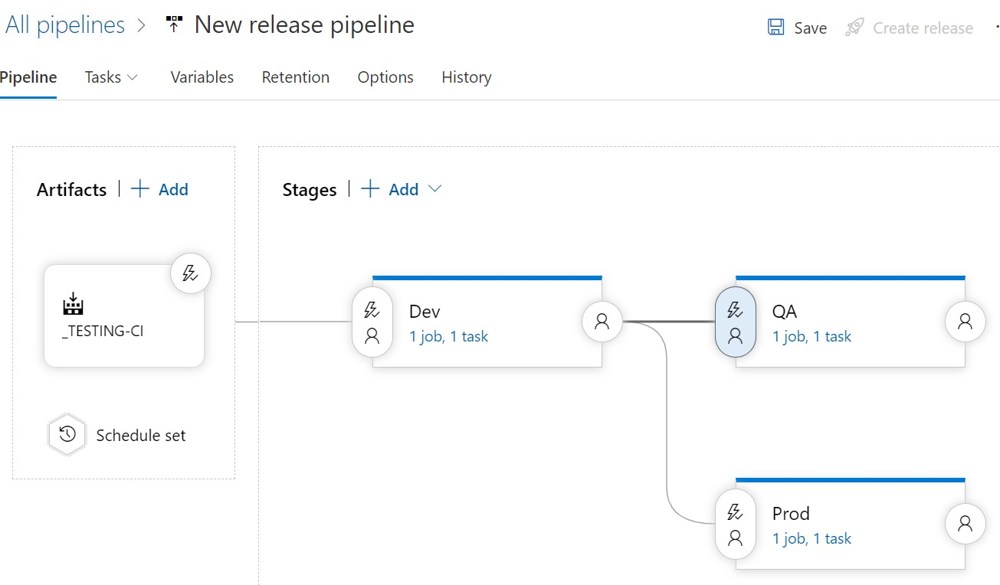 All pipelines > New release pipeline
Save Create release
Pipeline Tasks Variables Retention Options History
Artifacts | + Add
Stages | + Add
_TESTING-CI
Dev
1 job, 1 task
QA
1 job, 1 task
Schedule set
Prod
1 job, 1 task